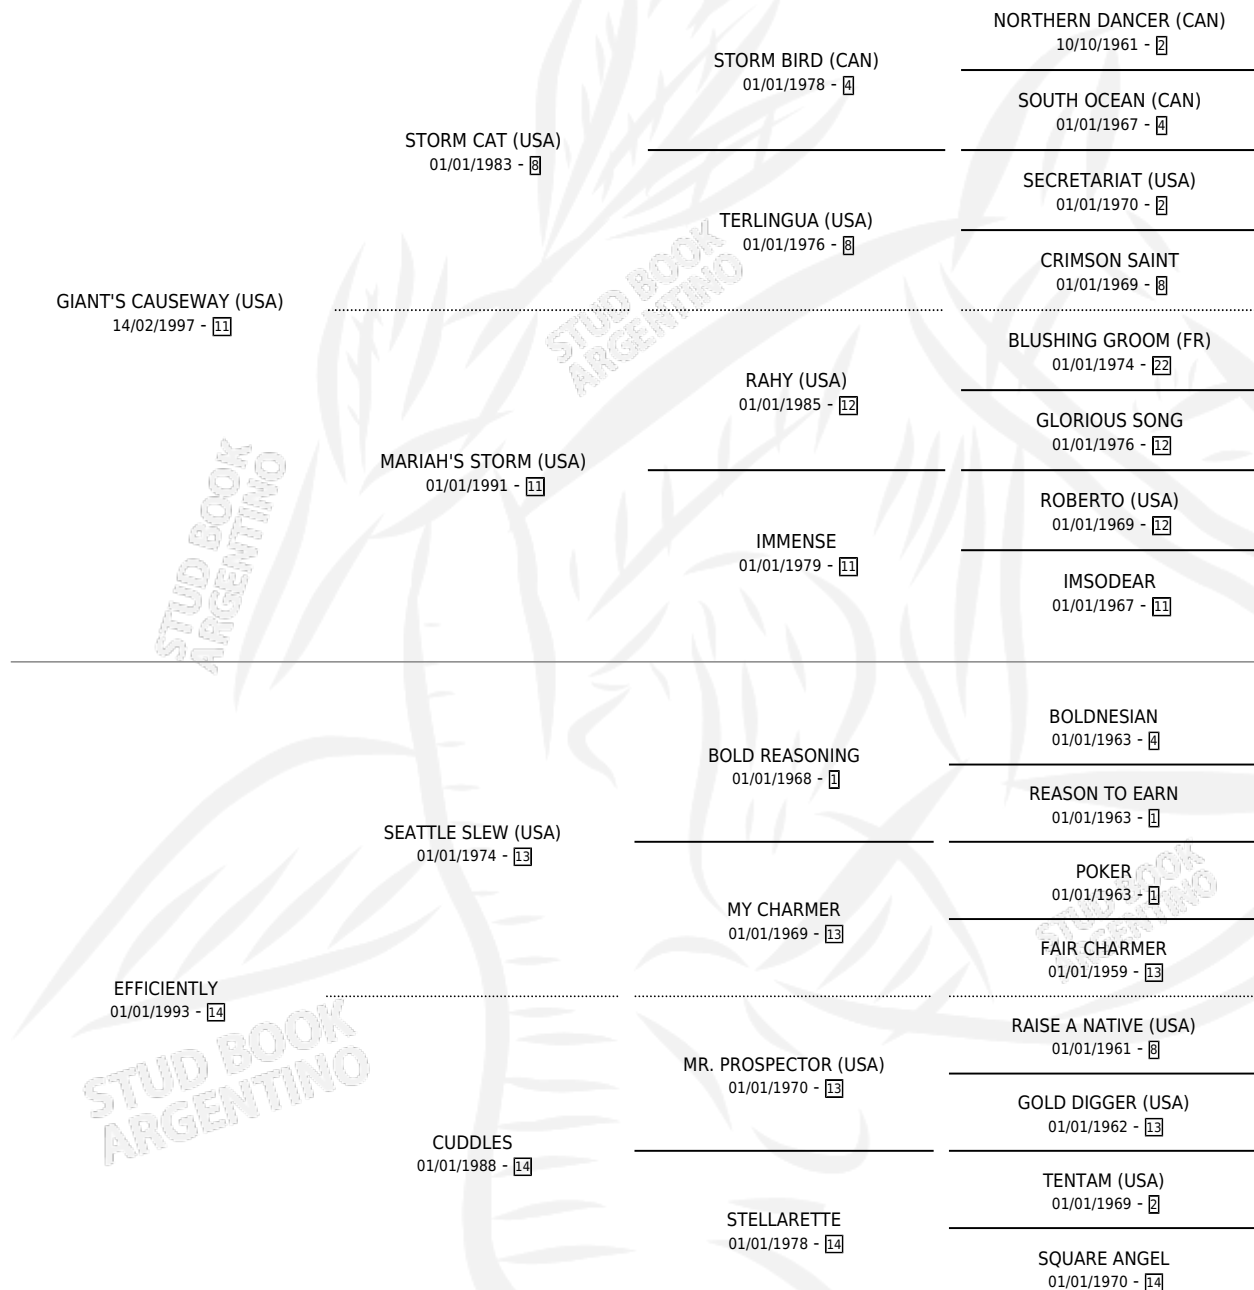 NORTHERN DANCER (CAN)
10/10/1961 - 2
STORM BIRD (CAN)
01/01/1978 - 4
SOUTH OCEAN (CAN)
01/01/1967 - 4
STORM CAT (USA)
01/01/1983 - 8
SECRETARIAT (USA)
01/01/1970 - 2
TERLINGUA (USA)
01/01/1976 - 8
CRIMSON SAINT
01/01/1969 - 8
GIANT'S CAUSEWAY (USA)
14/02/1997 - 11
BLUSHING GROOM (FR)
01/01/1974 - 22
RAHY (USA)
01/01/1985 - 12
GLORIOUS SONG
01/01/1976 - 12
MARIAH'S STORM (USA)
01/01/1991 - 11
ROBERTO (USA)
01/01/1969 - 12
IMMENSE
01/01/1979 - 11
IMSODEAR
01/01/1967 - 11
BOLDNESIAN
01/01/1963 - 4
BOLD REASONING
01/01/1968 - 1
REASON TO EARN
01/01/1963 - 1
SEATTLE SLEW (USA)
01/01/1974 - 13
POKER
01/01/1963 - 1
MY CHARMER
01/01/1969 - 13
FAIR CHARMER
01/01/1959 - 13
EFFICIENTLY
01/01/1993 - 14
RAISE A NATIVE (USA)
01/01/1961 - 8
MR. PROSPECTOR (USA)
01/01/1970 - 13
GOLD DIGGER (USA)
01/01/1962 - 13
CUDDLES
01/01/1988 - 14
TENTAM (USA)
01/01/1969 - 2
STELLARETTE
01/01/1978 - 14
SQUARE ANGEL
01/01/1970 - 14
STUD BOOK
ARGENTINO
STUD BOOK
ARGENTINO
STUD BOOK
ARGENTINO
STUD BOOK
ARGENTINO